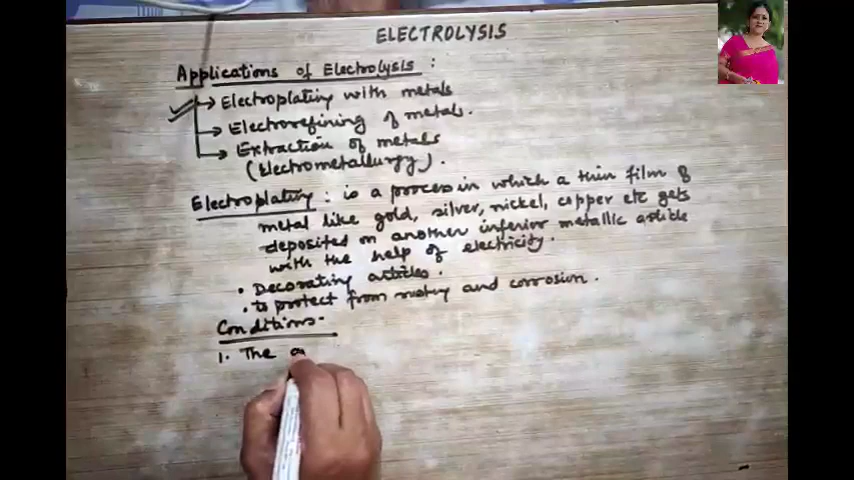 ELECTROLYSIS
Applications of Electrolysis :
Electroplating with metals
Electrorefining of metals.
Extraction of metals
(Electrometallurgy).
Electroplating : is a process in which a thin film of
metal like gold, silver, nickel, copper etc gets
deposited on another inferior metallic article
with the help of electricity.
• Decorating articles.
• to protect from rusting and corrosion.
Conditions-
1. The